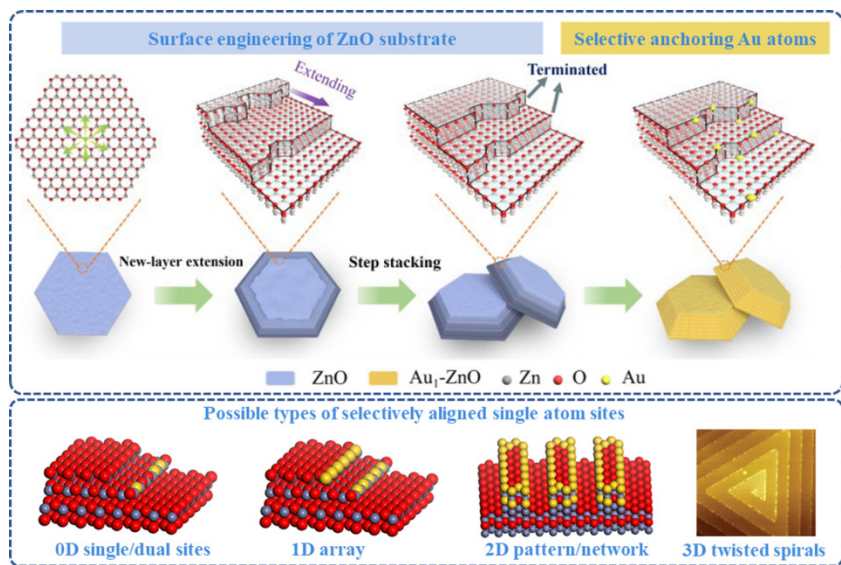 Surface engineering of ZnO substrate
Selective anchoring Au atoms
Extending
Terminated
New-layer extension
Step stacking
ZnO
Au₁-ZnO
Zn
O
Au
Possible types of selectively aligned single atom sites
0D single/dual sites
1D array
2D pattern/network
3D twisted spirals